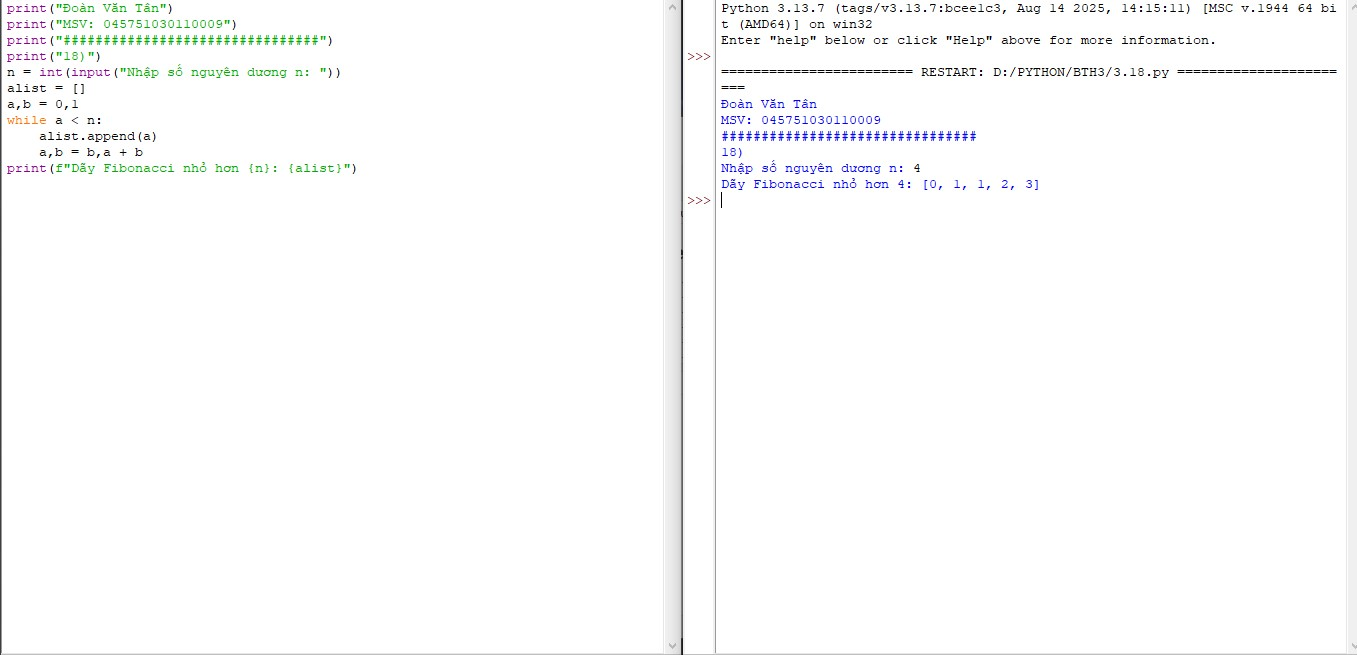 print("Đoàn Văn Tân")
print("MSV: 045751030110009")
print("################################")
print("18)")
n = int(input("Nhập số nguyên dương n: "))
alist = []
a,b = 0,1
while a < n:
    alist.append(a)
    a,b = b,a + b
print(f"Dãy Fibonacci nhỏ hơn {n}: {alist}")
Python 3.13.7 (tags/v3.13.7:bcee1c3, Aug 14 2025, 14:15:11) [MSC v.1944 64 bi
t (AMD64)] on win32
Enter "help" below or click "Help" above for more information.
>>>
======================== RESTART: D:/PYTHON/BTH3/3.18.py ====================
===
Đoàn Văn Tân
MSV: 045751030110009
################################
18)
Nhập số nguyên dương n: 4
Dãy Fibonacci nhỏ hơn 4: [0, 1, 1, 2, 3]
>>>